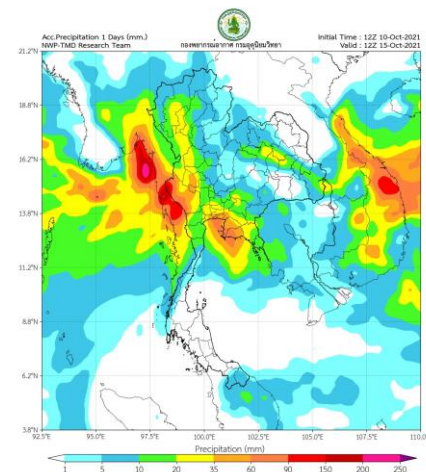 Acc.Precipitation 1 Days (mm.)
NWP-TMD Research Team
กองพยากรณ์อากาศ กรมอุตุนิยมวิทยา
Initial Time : 12Z 10-Oct-2021
Valid : 12Z 15-Oct-2021
21.2°N
18.8°N
16.2°N
13.8°N
11.2°N
8.8°N
6.2°N
3.8°N
92.5°E 95.0°E 97.5°E 100.0°E 102.5°E 105.0°E 107.5°E 110.0
Precipitation (mm)
1 5 10 20 35 60 90 150 200 250